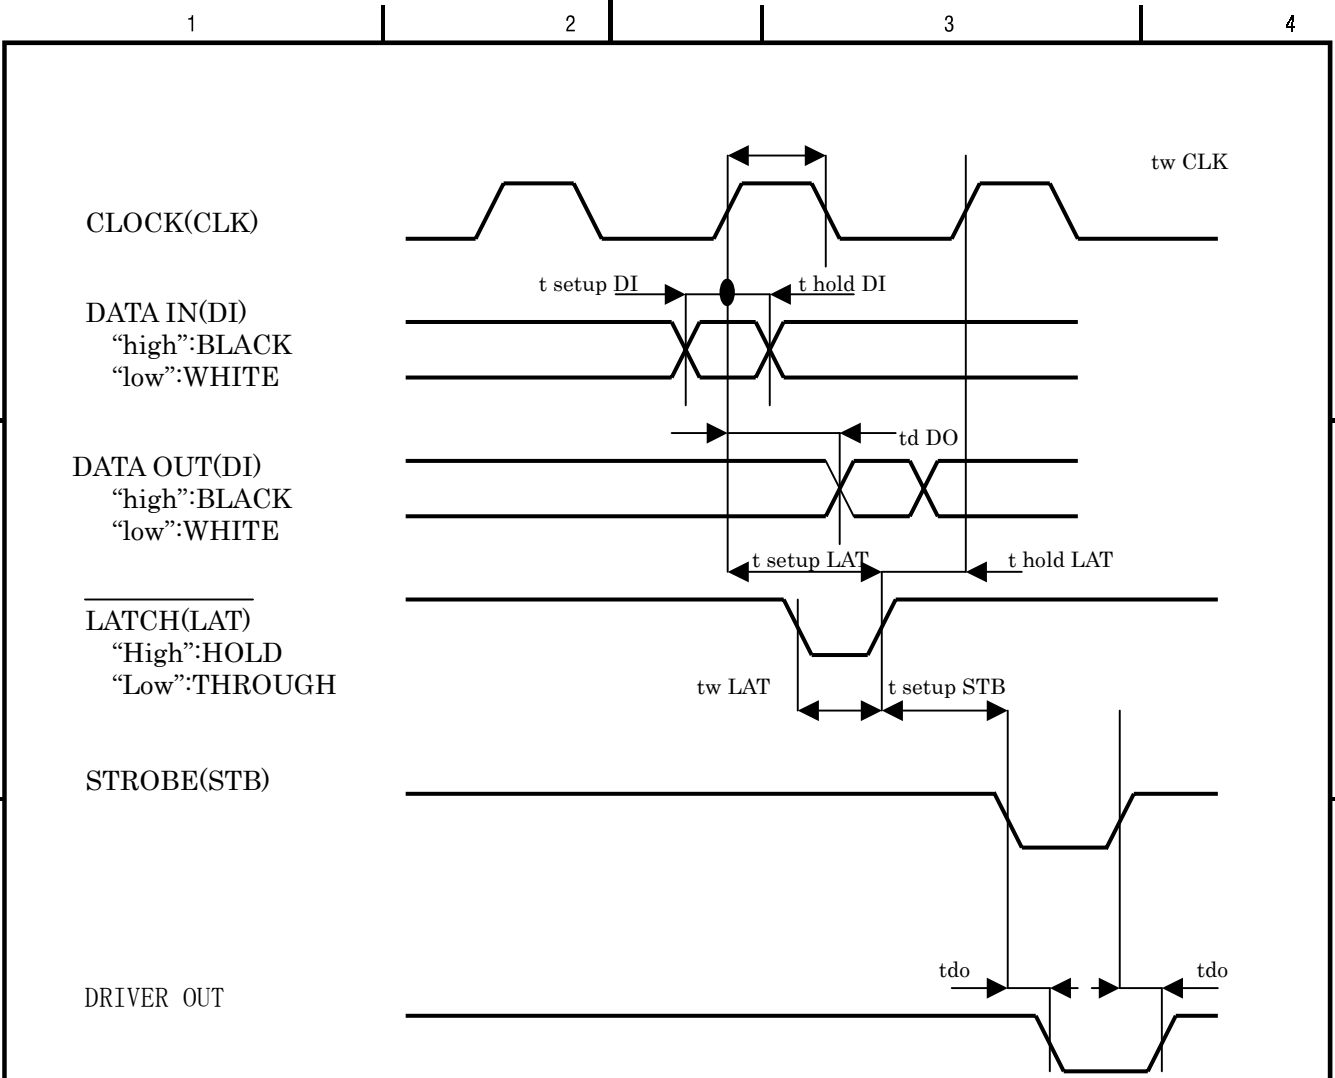 1 2 3 4
tw CLK
CLOCK(CLK)
t setup DI t hold DI
DATA IN(DI)
“high”:BLACK
“low”:WHITE
td DO
DATA OUT(DI)
“high”:BLACK
“low”:WHITE
t setup LAT t hold LAT
LATCH(LAT)
“High”:HOLD
“Low”:THROUGH
tw LAT t setup STB
STROBE(STB)
tdo tdo
DRIVER OUT